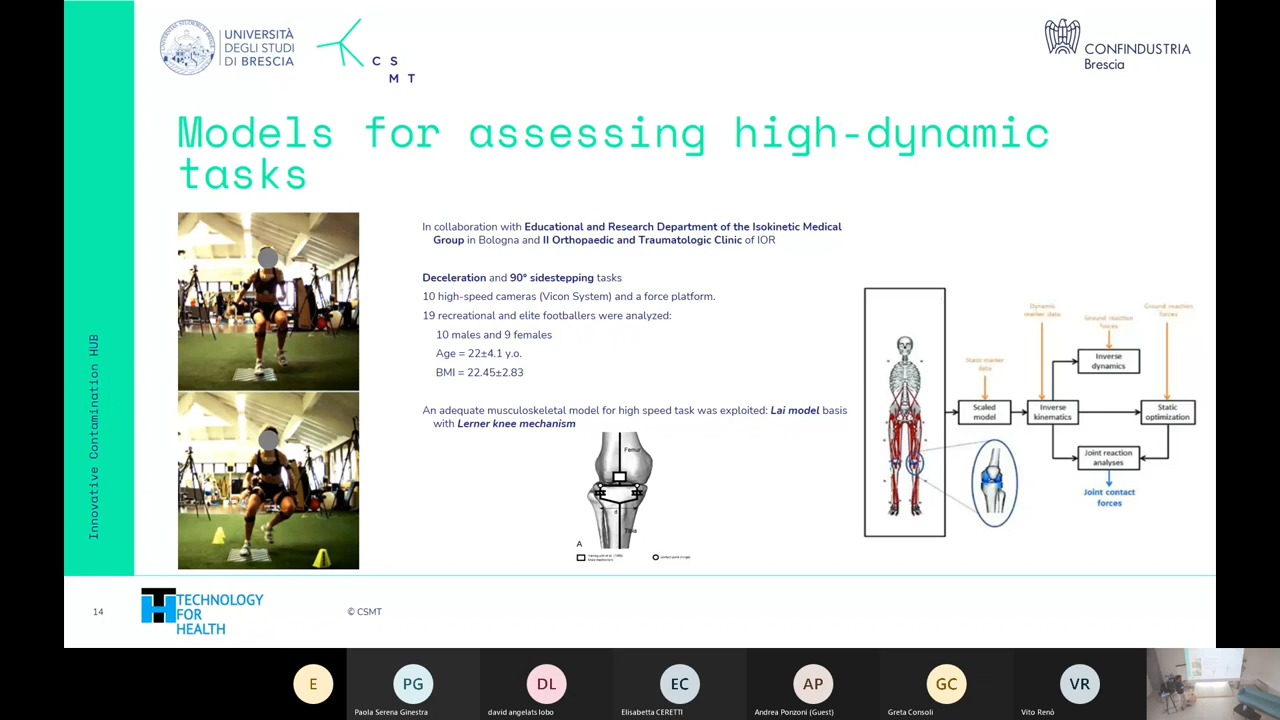 UNIVERSITÀ
DEGLI STUDI
DI BRESCIA
C S
M T
CONFINDUSTRIA
Brescia
Models for assessing high-dynamic
tasks
In collaboration with Educational and Research Department of the Isokinetic Medical
Group in Bologna and II Orthopaedic and Traumatologic Clinic of IOR
Deceleration and 90° sidestepping tasks
10 high-speed cameras (Vicon System) and a force platform.
19 recreational and elite footballers were analyzed:
10 males and 9 females
Age = 22±4.1 y.o.
BMI = 22.45±2.83
An adequate musculoskeletal model for high speed task was exploited: Lai model basis
with Lerner knee mechanism
Femur
d
Tibia
A
Dynamic
marker data
Ground reaction
forces
Ground reaction
forces
Inverse
dynamics
Static marker
data
Scaled
model
Inverse
kinematics
Static
optimization
Joint reaction
analyses
Joint contact
forces
Innovative Contamination HUB
14
TH
TECHNOLOGY
FOR
HEALTH
© CSMT
E
PG
DL
EC
AP
GC
VR
Paola Serena Ginestra
david angelats lobo
Elisabetta CERETTI
Andrea Ponzoni (Guest)
Greta Consoli
Vito Renò